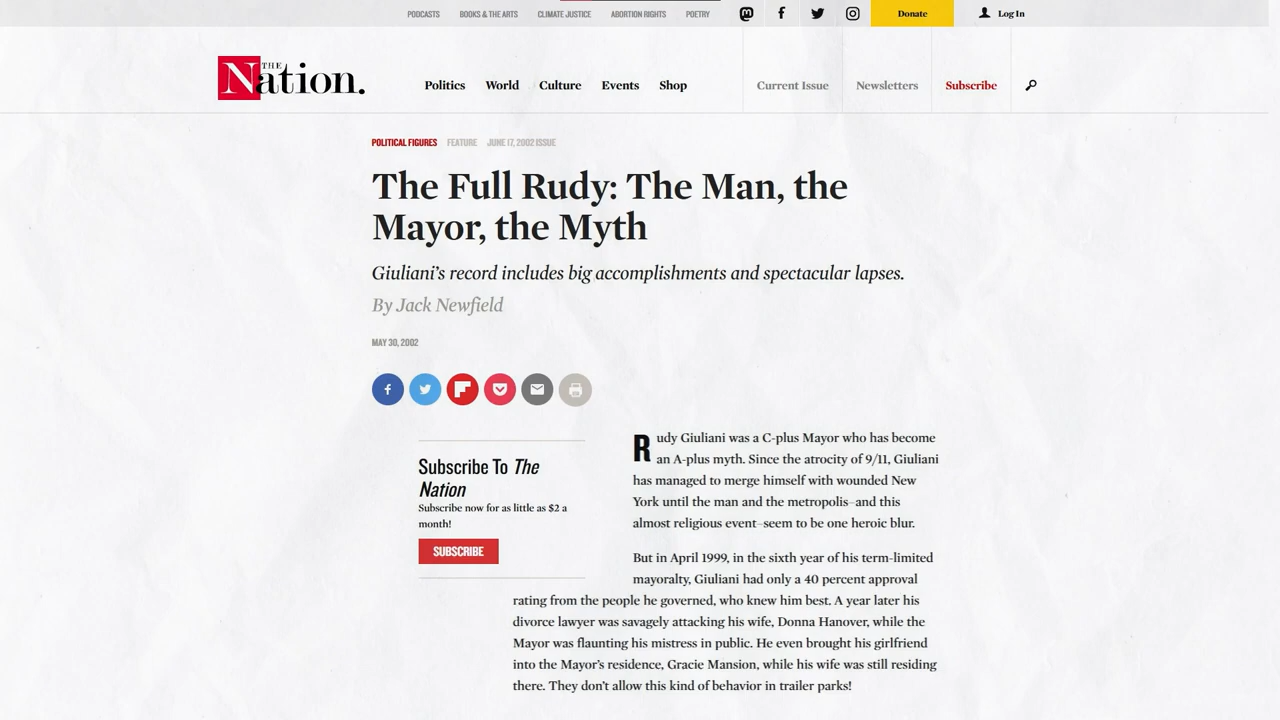 PODCASTS BOOKS & THE ARTS CLIMATE JUSTICE ABORTION RIGHTS POETRY Donate Log In
THE
Nation.
Politics World Culture Events Shop Current Issue Newsletters Subscribe
POLITICAL FIGURES FEATURE JUNE 17, 2002 ISSUE
The Full Rudy: The Man, the
Mayor, the Myth
Giuliani's record includes big accomplishments and spectacular lapses.
By Jack Newfield
MAY 30, 2002
Subscribe To The
Nation
Subscribe now for as little as $2 a
month!
SUBSCRIBE
Rudy Giuliani was a C-plus Mayor who has become
an A-plus myth. Since the atrocity of 9/11, Giuliani
has managed to merge himself with wounded New
York until the man and the metropolis–and this
almost religious event–seem to be one heroic blur.
But in April 1999, in the sixth year of his term-limited
mayoralty, Giuliani had only a 40 percent approval
rating from the people he governed, who knew him best. A year later his
divorce lawyer was savagely attacking his wife, Donna Hanover, while the
Mayor was flaunting his mistress in public. He even brought his girlfriend
into the Mayor's residence, Gracie Mansion, while his wife was still residing
there. They don't allow this kind of behavior in trailer parks!